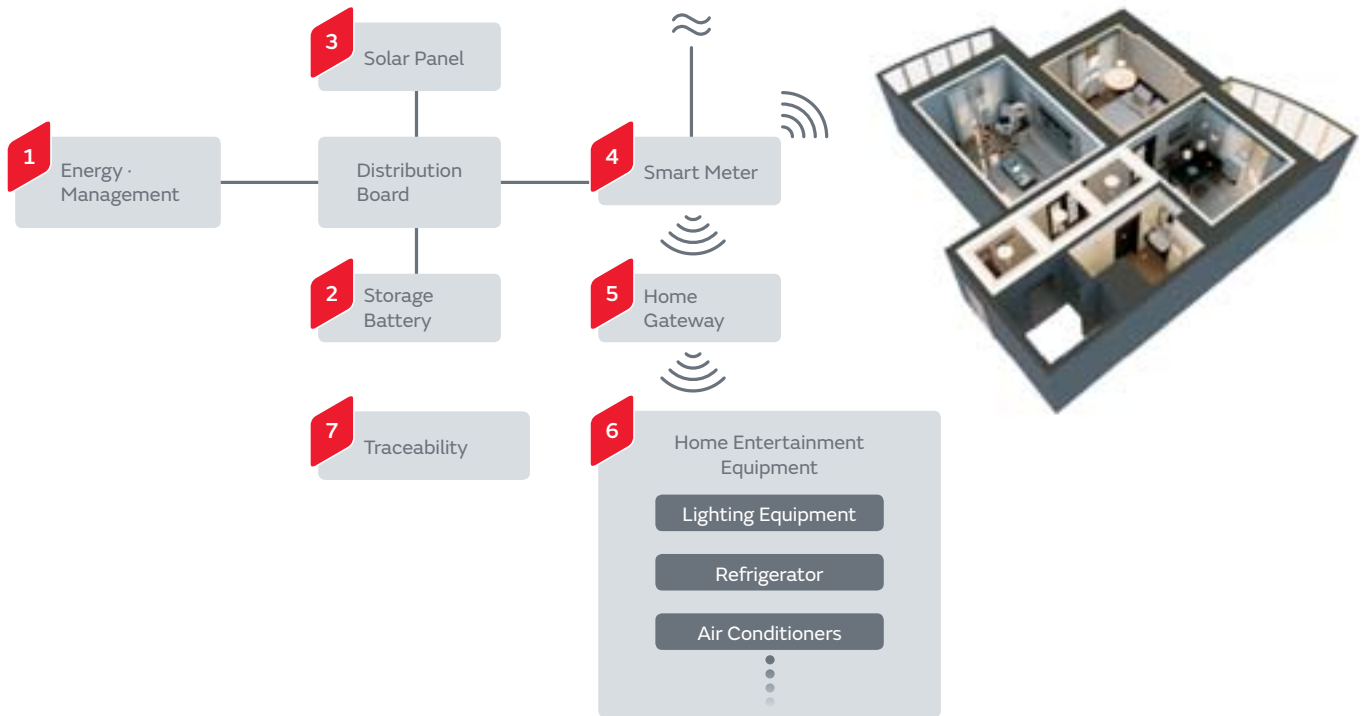 3
Solar Panel
1
Energy ·
Management
Distribution
Board
4
Smart Meter
2
Storage
Battery
5
Home
Gateway
7
Traceability
6
Home Entertainment
Equipment
Lighting Equipment
Refrigerator
Air Conditioners